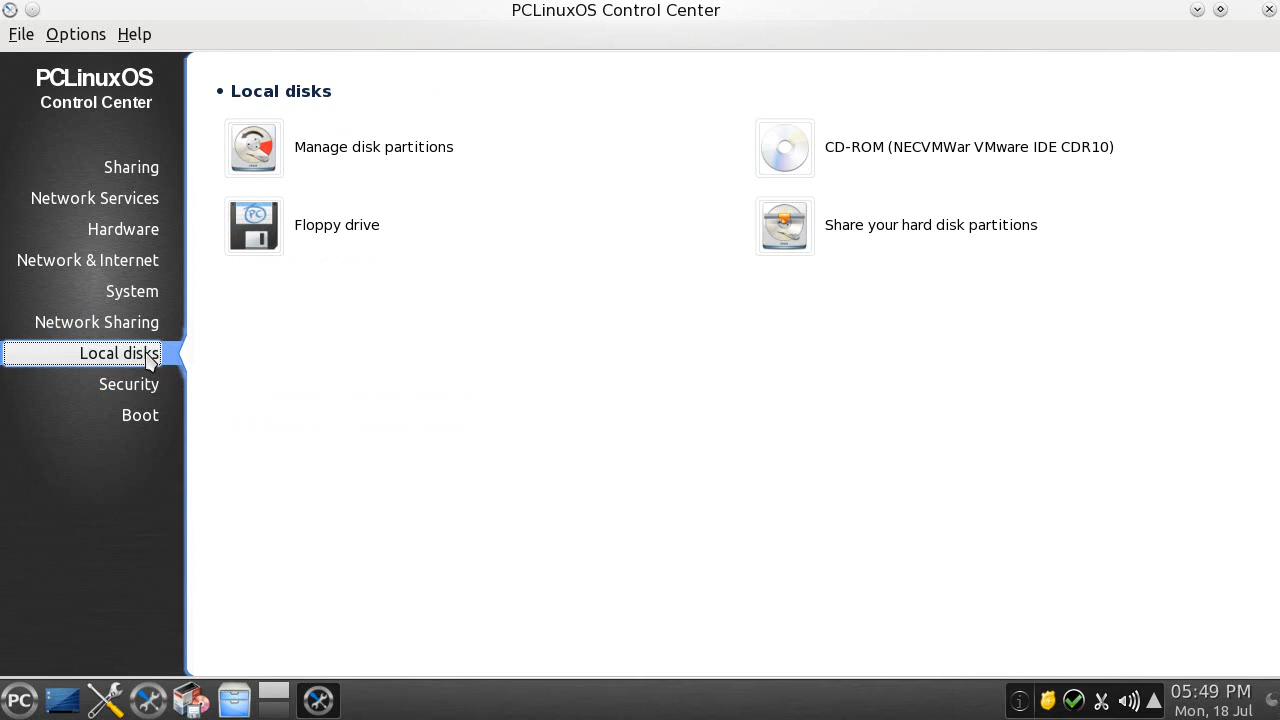 PCLinuxOS Control Center
File Options Help
PCLinuxOS
Control Center
Sharing
Network Services
Hardware
Network & Internet
System
Network Sharing
Local disks
Security
Boot
• Local disks
Manage disk partitions
CD-ROM (NECVMWar VMware IDE CDR10)
Floppy drive
Share your hard disk partitions
PC
05:49 PM
Mon, 18 Jul